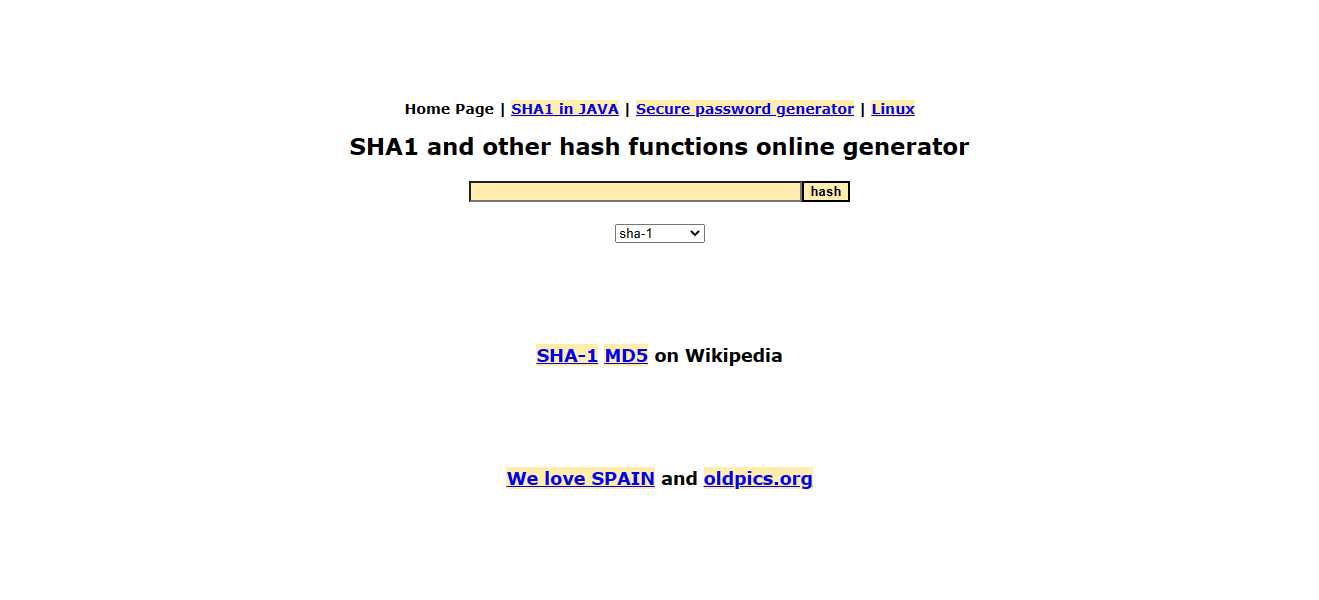 Home Page | SHA1 in JAVA | Secure password generator | Linux
SHA1 and other hash functions online generator
hash
sha-1
SHA-1 MD5 on Wikipedia
We love SPAIN and oldpics.org